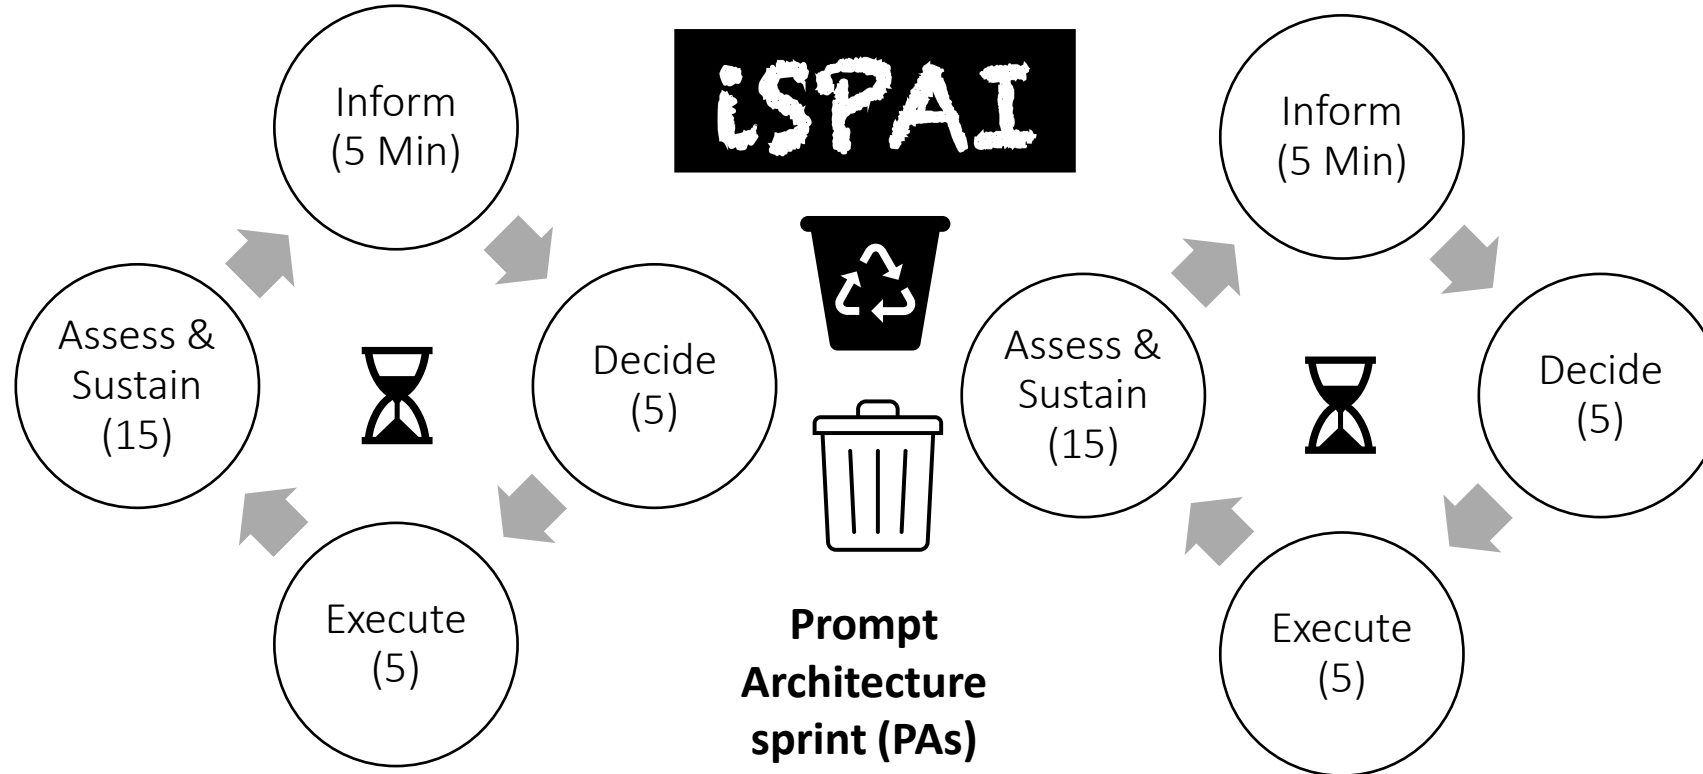 iSPAI
Inform
(5 Min)
Decide
(5)
Execute
(5)
Assess &
Sustain
(15)
Prompt
Architecture
sprint (PAs)
Inform
(5 Min)
Decide
(5)
Execute
(5)
Assess &
Sustain
(15)